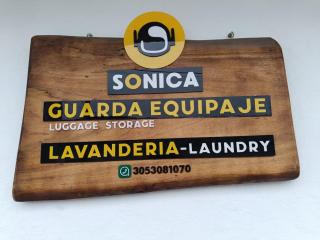 SONICA
GUARDA EQUIPAJE
LUGGAGE STORAGE
LAVANDERIA-LAUNDRY
3053081070